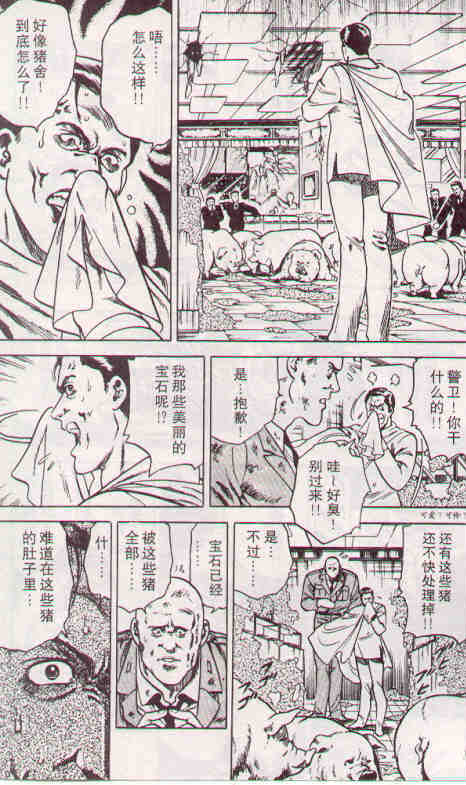 唔……
怎么这样!!
好像猪舍！
到底怎么了!!
警卫！你干
什么的!!
是…抱歉！
哇～好臭！
别过来!!
我那些美丽的
宝石呢!?
还有这些猪
还不快处理掉!!
是…
不过……
宝石已经
……
被这些猪
全部……
什……
难道在这些猪
的肚子里…